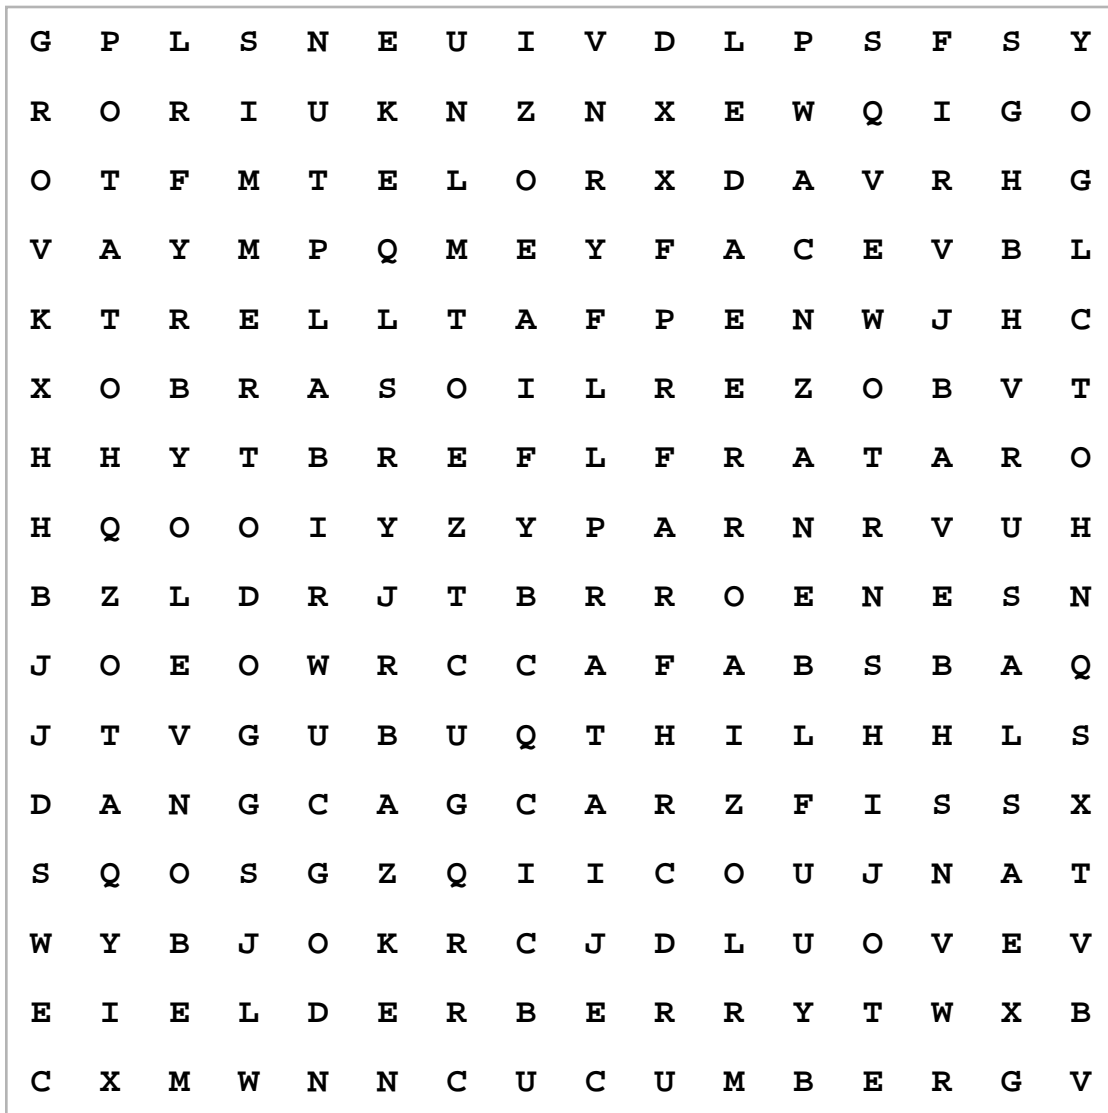 G P L S N E U I V D L P S F S Y
R O R I U K N Z N X E W Q I G O
O T F M T E L O R X D A V R H G
V A Y M P Q M E Y F A C E V B L
K T R E L L T A F P E N W J H C
X O B R A S O I L R E Z O B V T
H H Y T B R E F L F R A T A R O
H Q O O I Y Z Y P A R N R V U H
B Z L D R J T B R R O E N E S N
J O E O W R C C A F A B S B A Q
J T V G U B U Q T H I L H H L S
D A N G C A G C A R Z F I S S X
S Q O S G Z Q I I C O U J N A T
W Y B J O K R C J D L U O V E V
E I E L D E R B E R R Y T W X B
C X M W N N C U C U M B E R G V